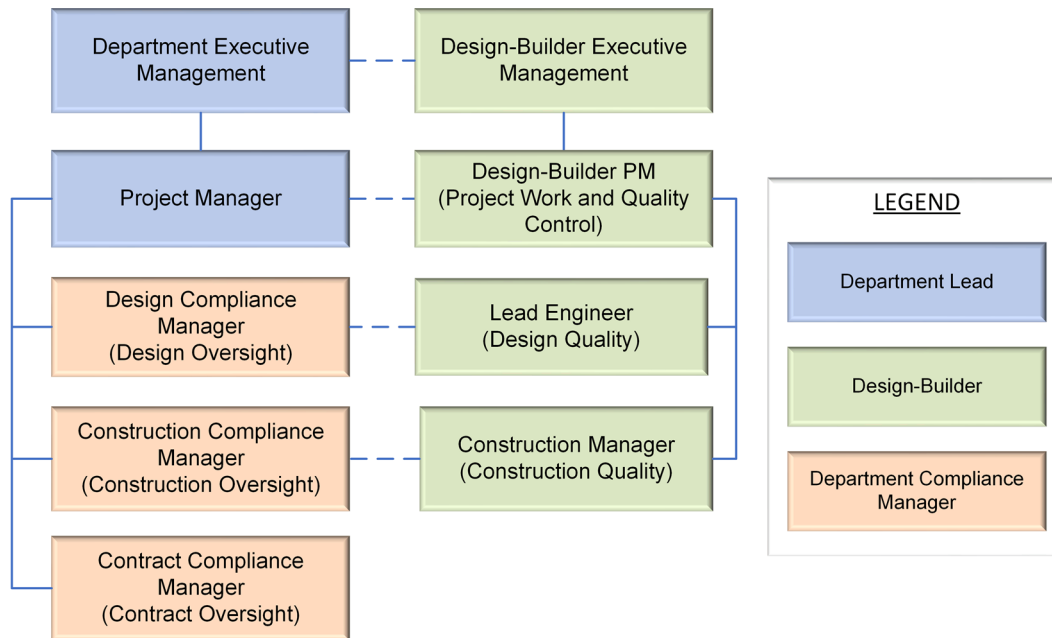 Department Executive
Management
Design-Builder Executive
Management
Project Manager
Design-Builder PM
(Project Work and Quality
Control)
Design Compliance
Manager
(Design Oversight)
Lead Engineer
(Design Quality)
Construction Compliance
Manager
(Construction Oversight)
Construction Manager
(Construction Quality)
Contract Compliance
Manager
(Contract Oversight)
LEGEND
Department Lead
Design-Builder
Department Compliance
Manager